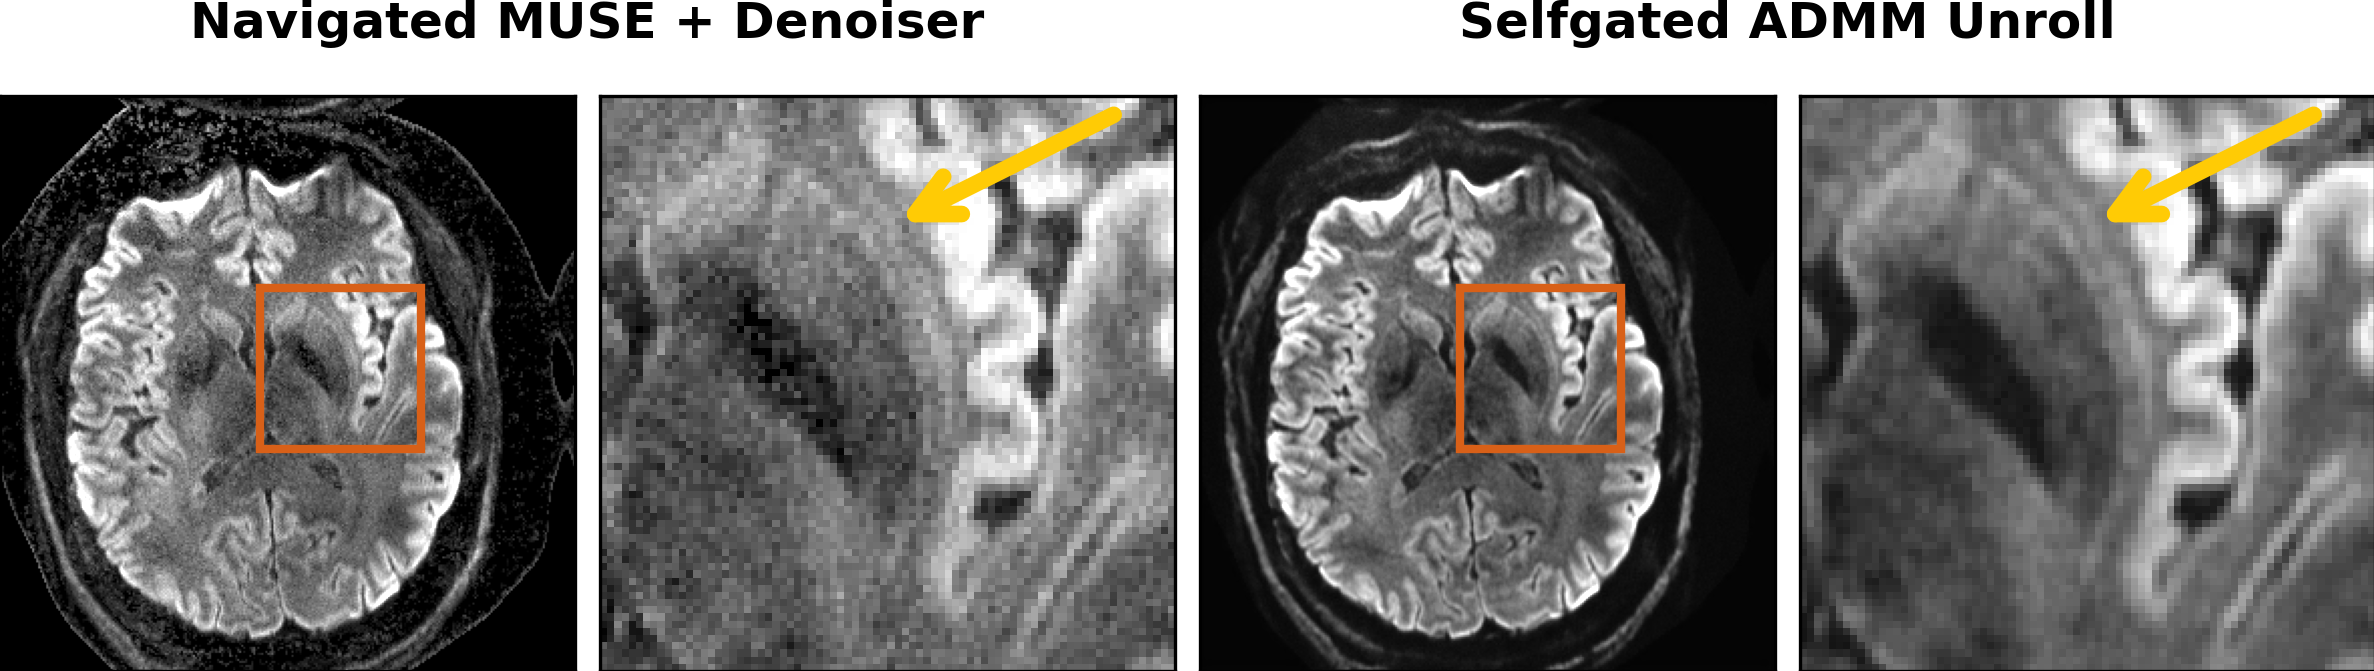 Navigated MUSE + Denoiser
Selfgated ADMM Unroll